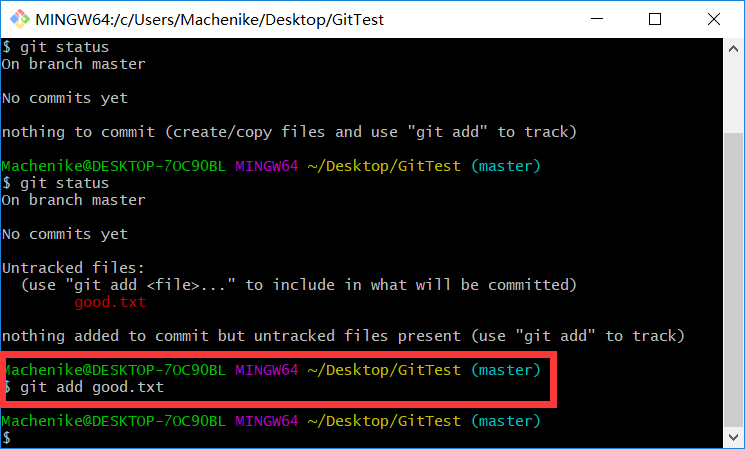 MINGW64:/c/Users/Machenike/Desktop/GitTest
$ git status
On branch master
No commits yet
nothing to commit (create/copy files and use "git add" to track)
Machenike@DESKTOP-7OC90BL MINGW64 ~/Desktop/GitTest (master)
$ git status
On branch master
No commits yet
Untracked files:
  (use "git add <file>..." to include in what will be committed)
        good.txt
nothing added to commit but untracked files present (use "git add" to track)
Machenike@DESKTOP-7OC90BL MINGW64 ~/Desktop/GitTest (master)
$ git add good.txt
Machenike@DESKTOP-7OC90BL MINGW64 ~/Desktop/GitTest (master)
$